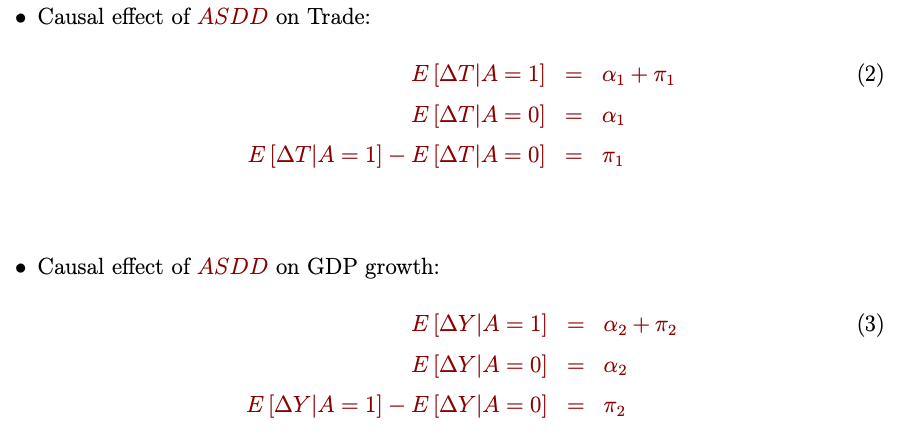 • Causal effect of ASDD on Trade:
E [ΔT|A = 1] = α₁ + π₁ (2)
E [ΔT|A = 0] = α₁
E [ΔT|A = 1] − E [ΔT|A = 0] = π₁
• Causal effect of ASDD on GDP growth:
E [ΔY|A = 1] = α₂ + π₂ (3)
E [ΔY|A = 0] = α₂
E [ΔY|A = 1] − E [ΔY|A = 0] = π₂